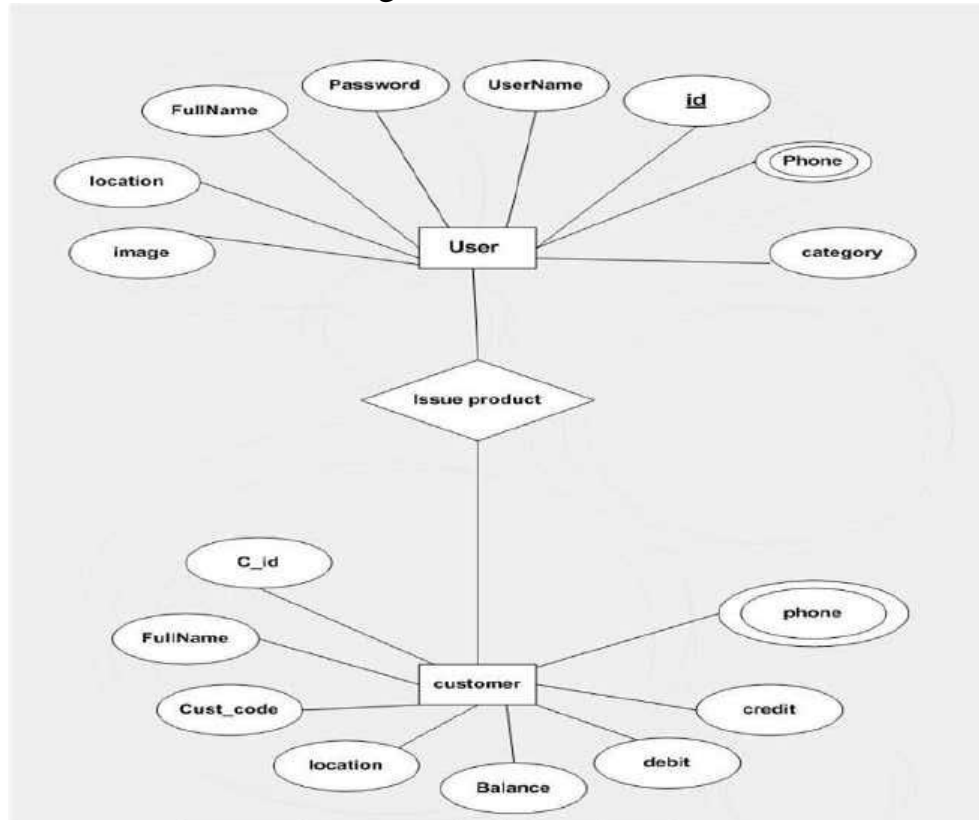 Password
UserName
id
FullName
Phone
location
User
image
category
Issue product
C_id
phone
FullName
customer
Cust_code
credit
location
debit
Balance